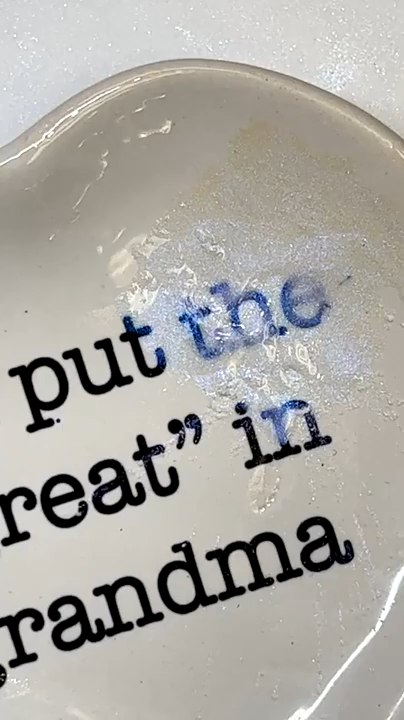 put the
reat” in
randma